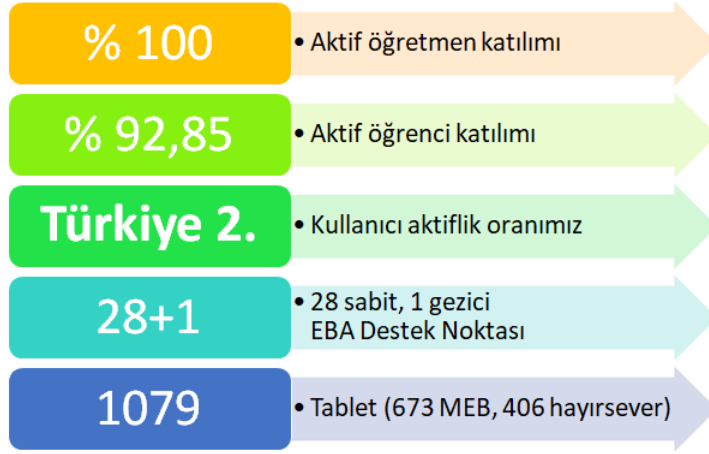 % 100
• Aktif öğretmen katılımı
% 92,85
• Aktif öğrenci katılımı
Türkiye 2.
• Kullanıcı aktiflik oranımız
28+1
• 28 sabit, 1 gezici
EBA Destek Noktası
1079
• Tablet (673 MEB, 406 hayırsever)